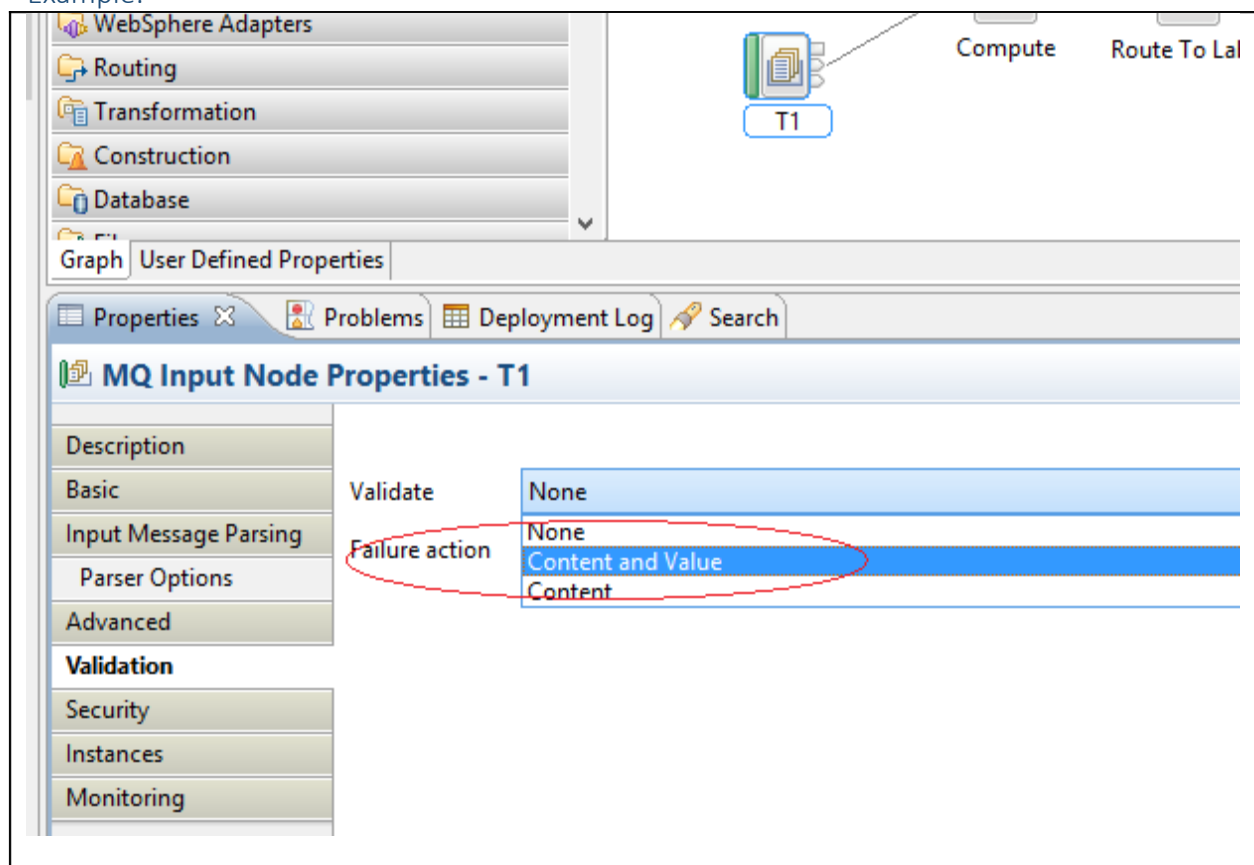 Example:
WebSphere Adapters
Routing
Transformation
Construction
Database
Compute
Route To Lal
T1
Graph User Defined Properties
Properties Problems Deployment Log Search
MQ Input Node Properties - T1
Description
Basic
Input Message Parsing
Parser Options
Advanced
Validation
Security
Instances
Monitoring
Validate None
Failure action
None
Content and Value
Content